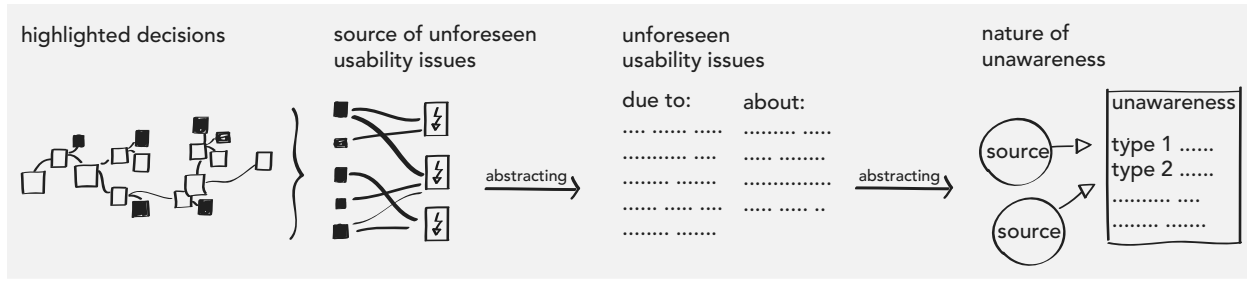 highlighted decisions
source of unforeseen
usability issues
abstracting
unforeseen
usability issues
due to:
about:
.... ...... .....
......... .....
........... ....
..... ........
....... ..... ....
................
...... ..... ....
..... ..... ..
........ .......
abstracting
nature of
unawareness
source
source
unawareness
type 1 ......
type 2 ......
.......... ....
........ .......